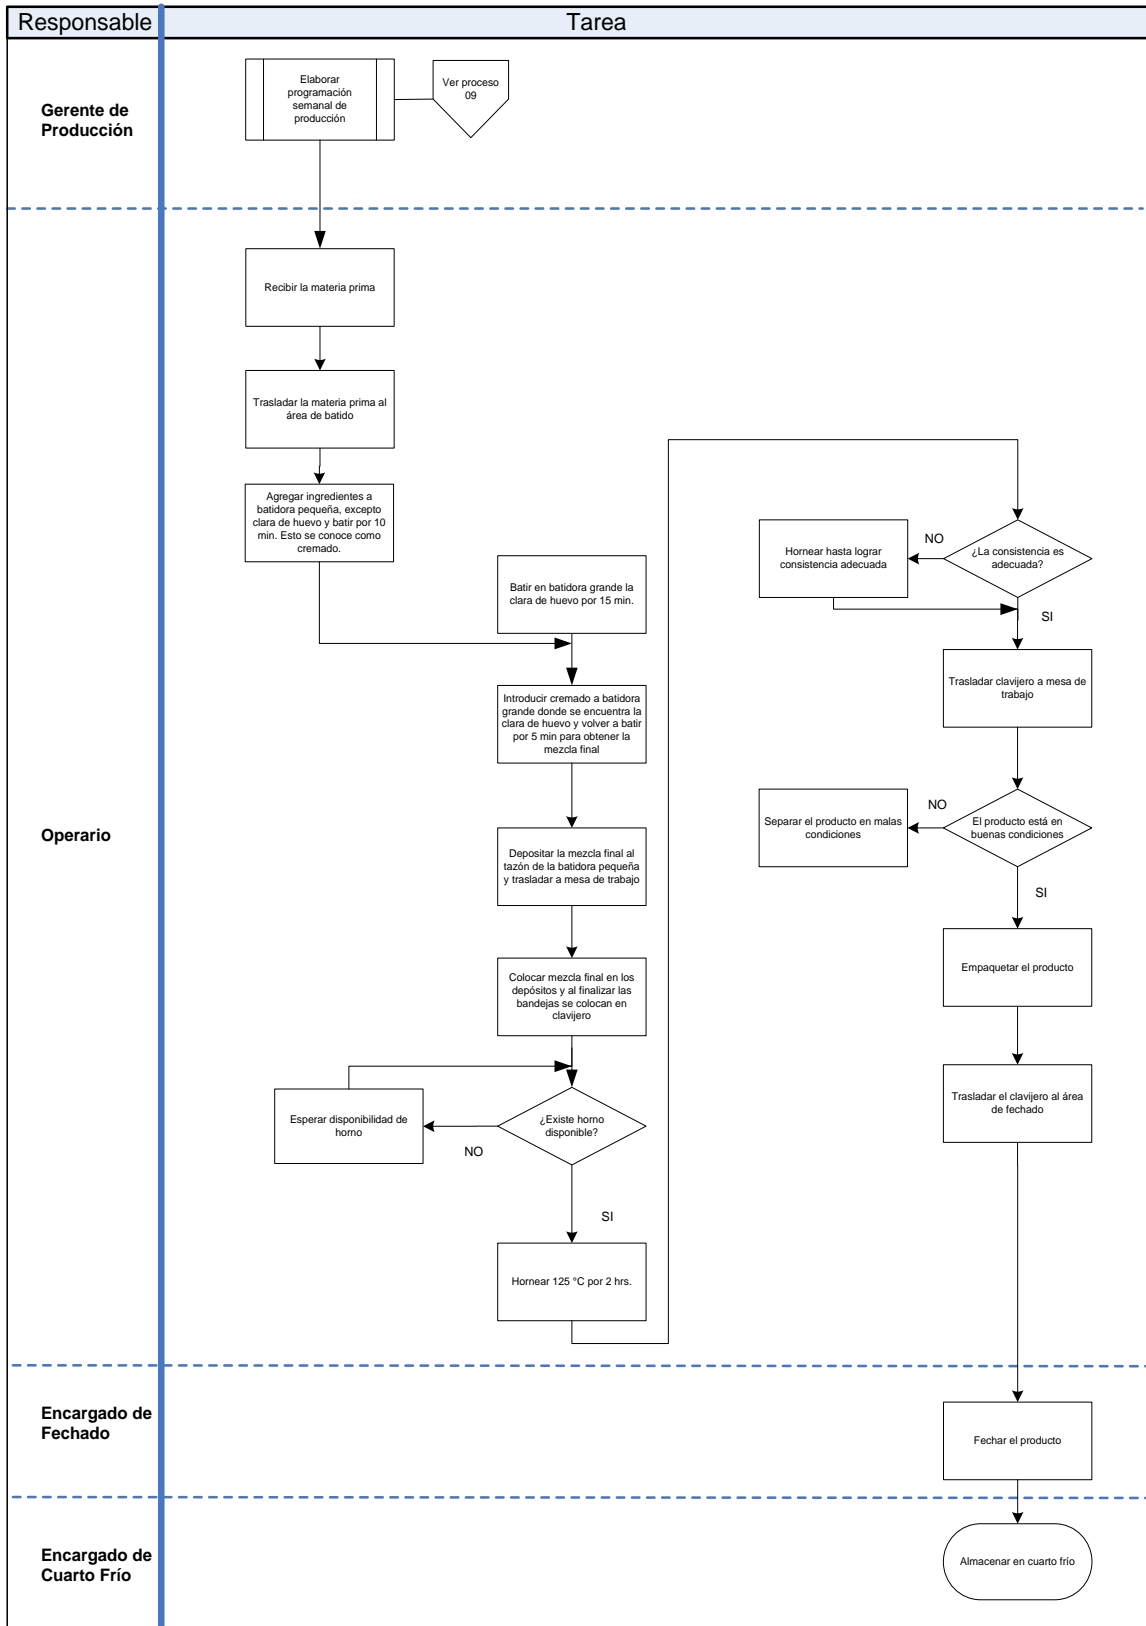 Responsable
Tarea
Gerente de
Producción
Elaborar
programación
semanal de
producción
Ver proceso
09
Recibir la materia prima
Trasladar la materia prima al
área de batido
Agregar ingredientes a
batidora pequeña, excepto
clara de huevo y batir por 10
min. Esto se conoce como
cremado.
Batir en batidora grande la
clara de huevo por 15 min.
Introducir cremado a batidora
grande donde se encuentra la
clara de huevo y volver a batir
por 5 min para obtener la
mezcla final
Operario
Depositar la mezcla final al
tazón de la batidora pequeña
y trasladar a mesa de trabajo
Colocar mezcla final en los
depósitos y al finalizar las
bandejas se colocan en
clavijero
¿Existe horno
disponible?
NO
Esperar disponibilidad de
horno
SI
Hornear 125 °C por 2 hrs.
¿La consistencia es
adecuada?
NO
Hornear hasta lograr
consistencia adecuada
SI
Trasladar clavijero a mesa de
trabajo
El producto está en
buenas condiciones
NO
Separar el producto en malas
condiciones
SI
Empaquetar el producto
Trasladar el clavijero al área
de fechado
Encargado de
Fechado
Fechar el producto
Encargado de
Cuarto Frío
Almacenar en cuarto frío